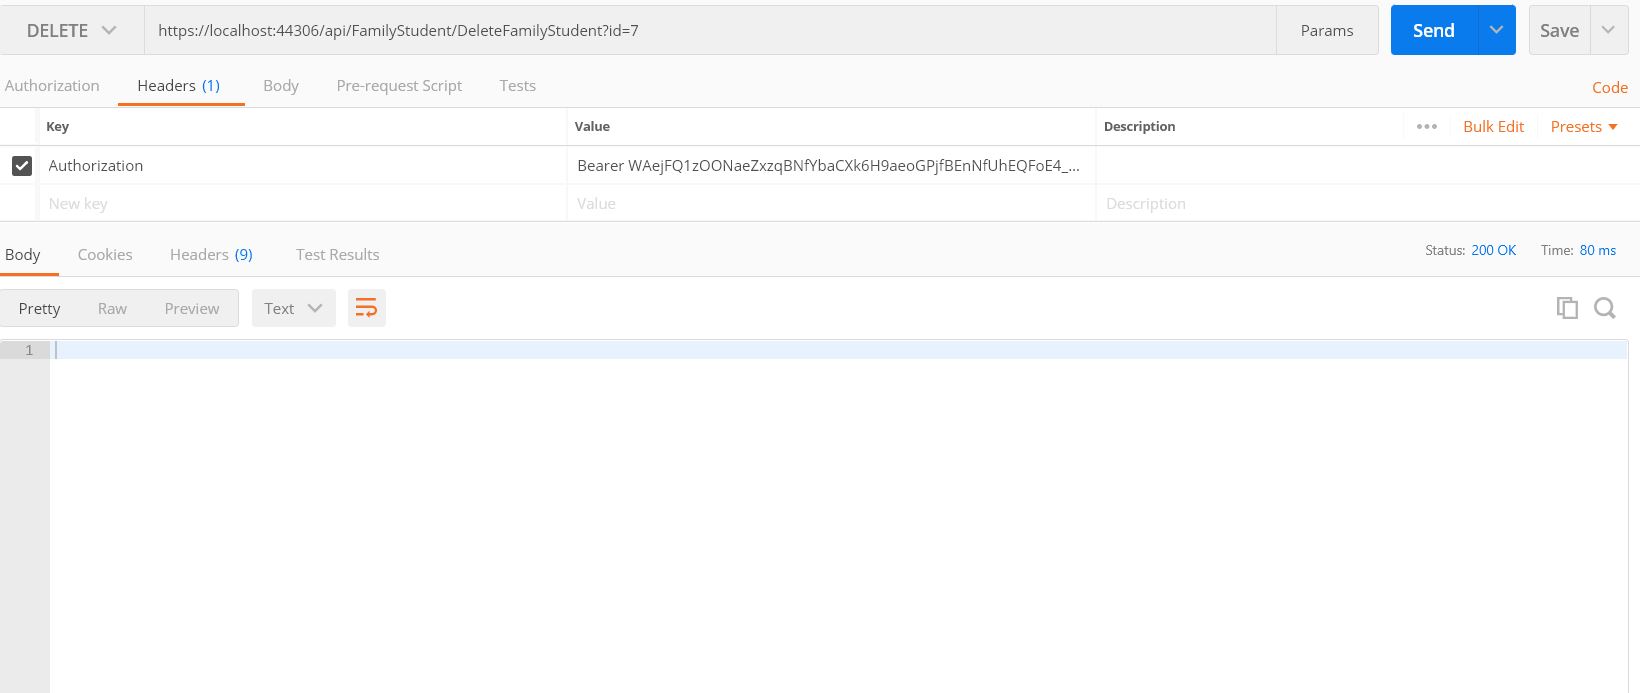 DELETE https://localhost:44306/api/FamilyStudent/DeleteFamilyStudent?id=7 Params Send Save
Authorization Headers (1) Body Pre-request Script Tests Code
Key Value Description ••• Bulk Edit Presets
Authorization Bearer WAejFQ1zOONaeZxzqBNfYbaCXk6H9aeoGPjfBEnNfUhEQFoE4_...
New key Value Description
Body Cookies Headers (9) Test Results Status: 200 OK Time: 80 ms
Pretty Raw Preview Text
1